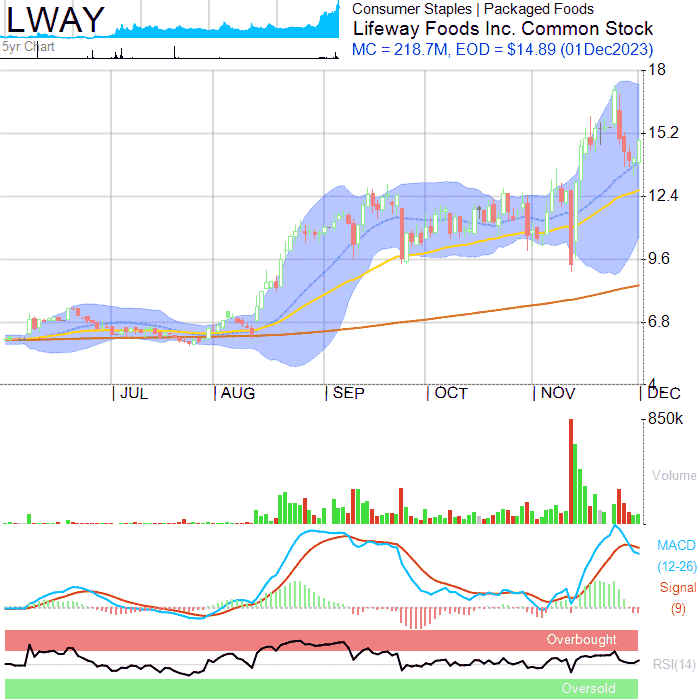 LWAY
5yr Chart
Consumer Staples | Packaged Foods
Lifeway Foods Inc. Common Stock
MC = 218.7M, EOD = $14.89 (01Dec2023)
18
15.2
12.4
9.6
6.8
4
| JUL | AUG | SEP | OCT | NOV | DEC
850k
Volume
MACD
(12-26)
Signal
(9)
Overbought
RSI(14)
Oversold